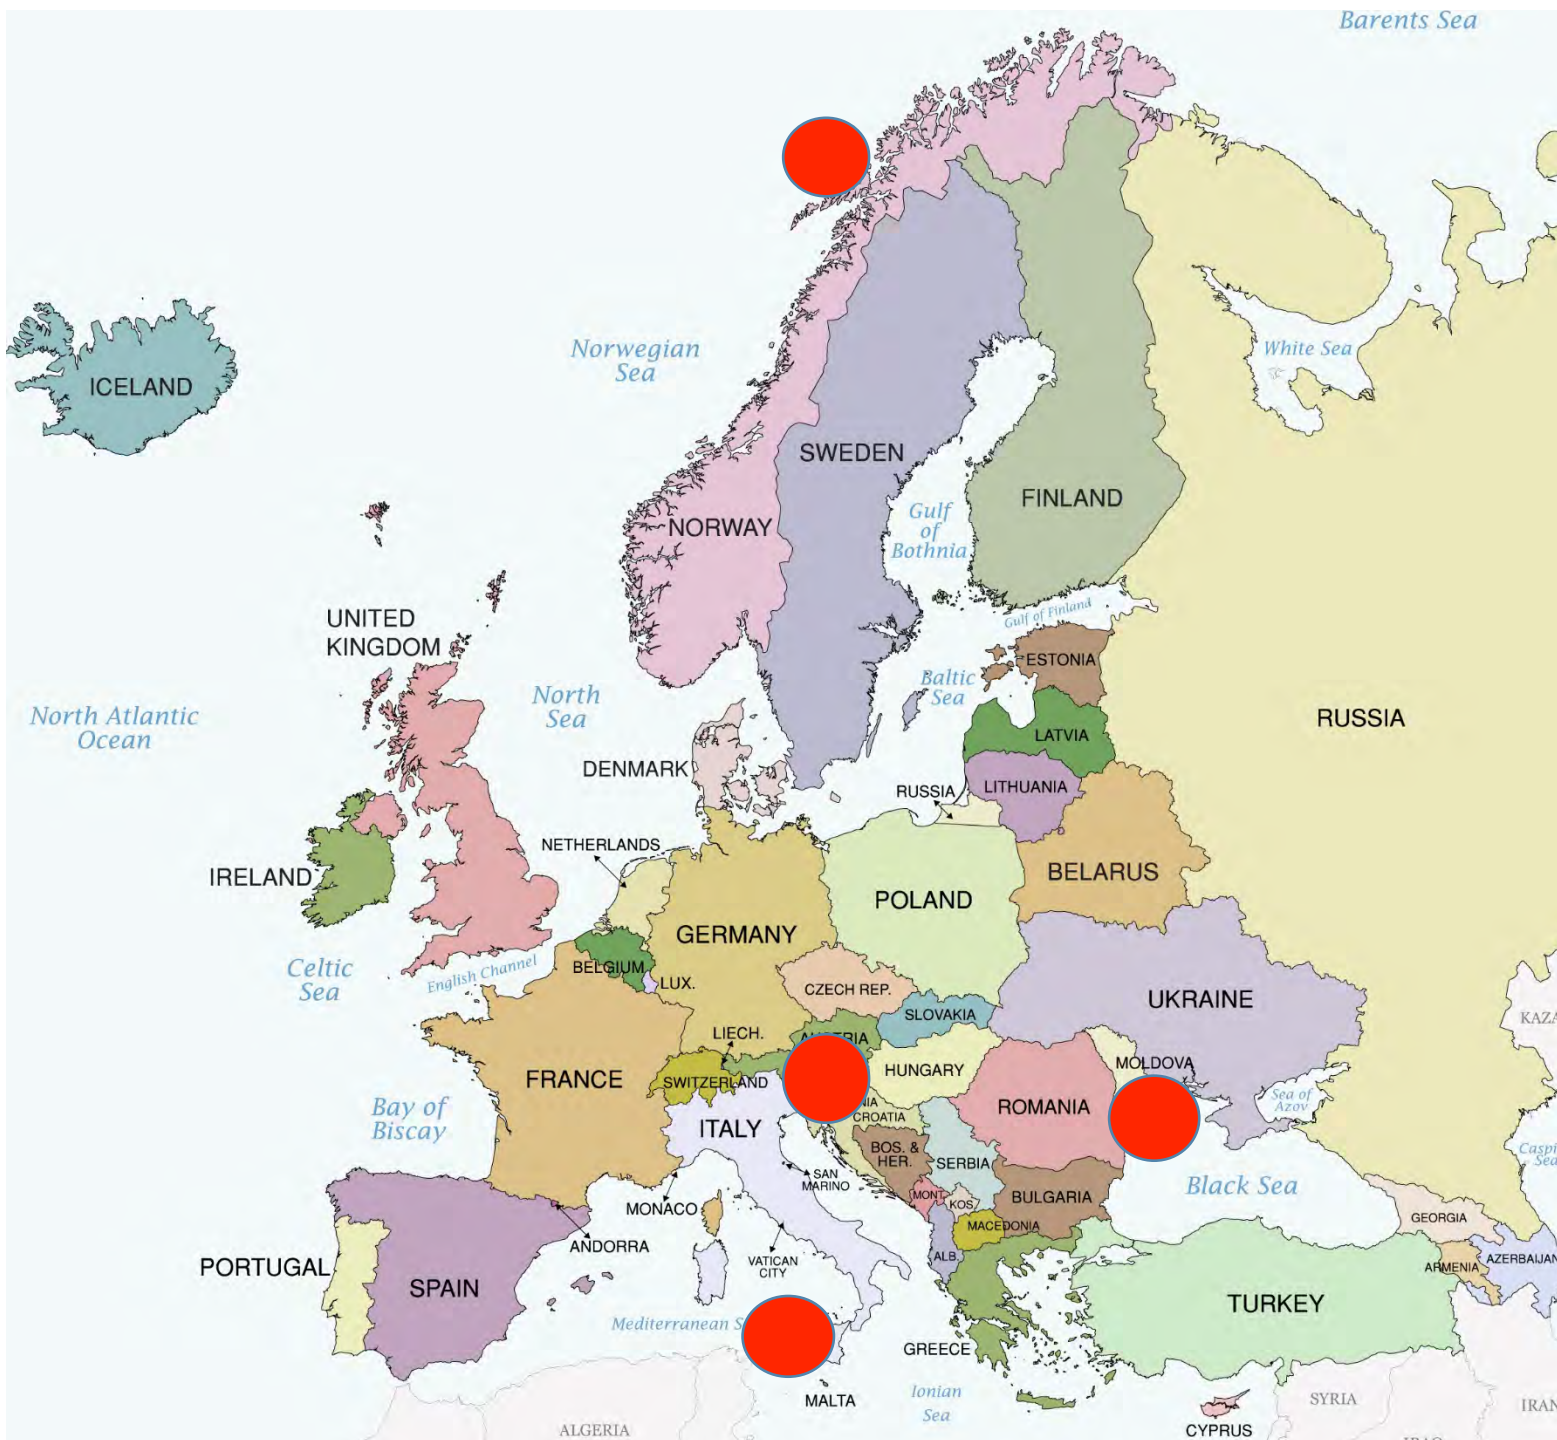 Barents Sea
Norwegian
Sea
White Sea
ICELAND
SWEDEN
FINLAND
NORWAY
Gulf
of
Bothnia
Gulf of Finland
UNITED
KINGDOM
ESTONIA
Baltic
Sea
North
Sea
North Atlantic
Ocean
RUSSIA
LATVIA
DENMARK
LITHUANIA
RUSSIA
NETHERLANDS
IRELAND
BELARUS
POLAND
GERMANY
Celtic
Sea
English Channel
BELGIUM
LUX.
CZECH REP.
UKRAINE
SLOVAKIA
KAZA
LIECH.
MOLDOVA
HUNGARY
FRANCE
SWITZERLAND
Sea of
Azov
Bay of
Biscay
ROMANIA
NIA
CROATIA
ITALY
BOS. &
HER.
SERBIA
SAN
MARINO
Caspi
Sea
Black Sea
MONT.
KOS.
BULGARIA
MONACO
MACEDONIA
GEORGIA
ANDORRA
ALB.
VATICAN
CITY
ARMENIA
AZERBAIJAN
PORTUGAL
SPAIN
TURKEY
Mediterranean S
GREECE
MALTA
Ionian
Sea
SYRIA
IRAN
ALGERIA
CYPRUS